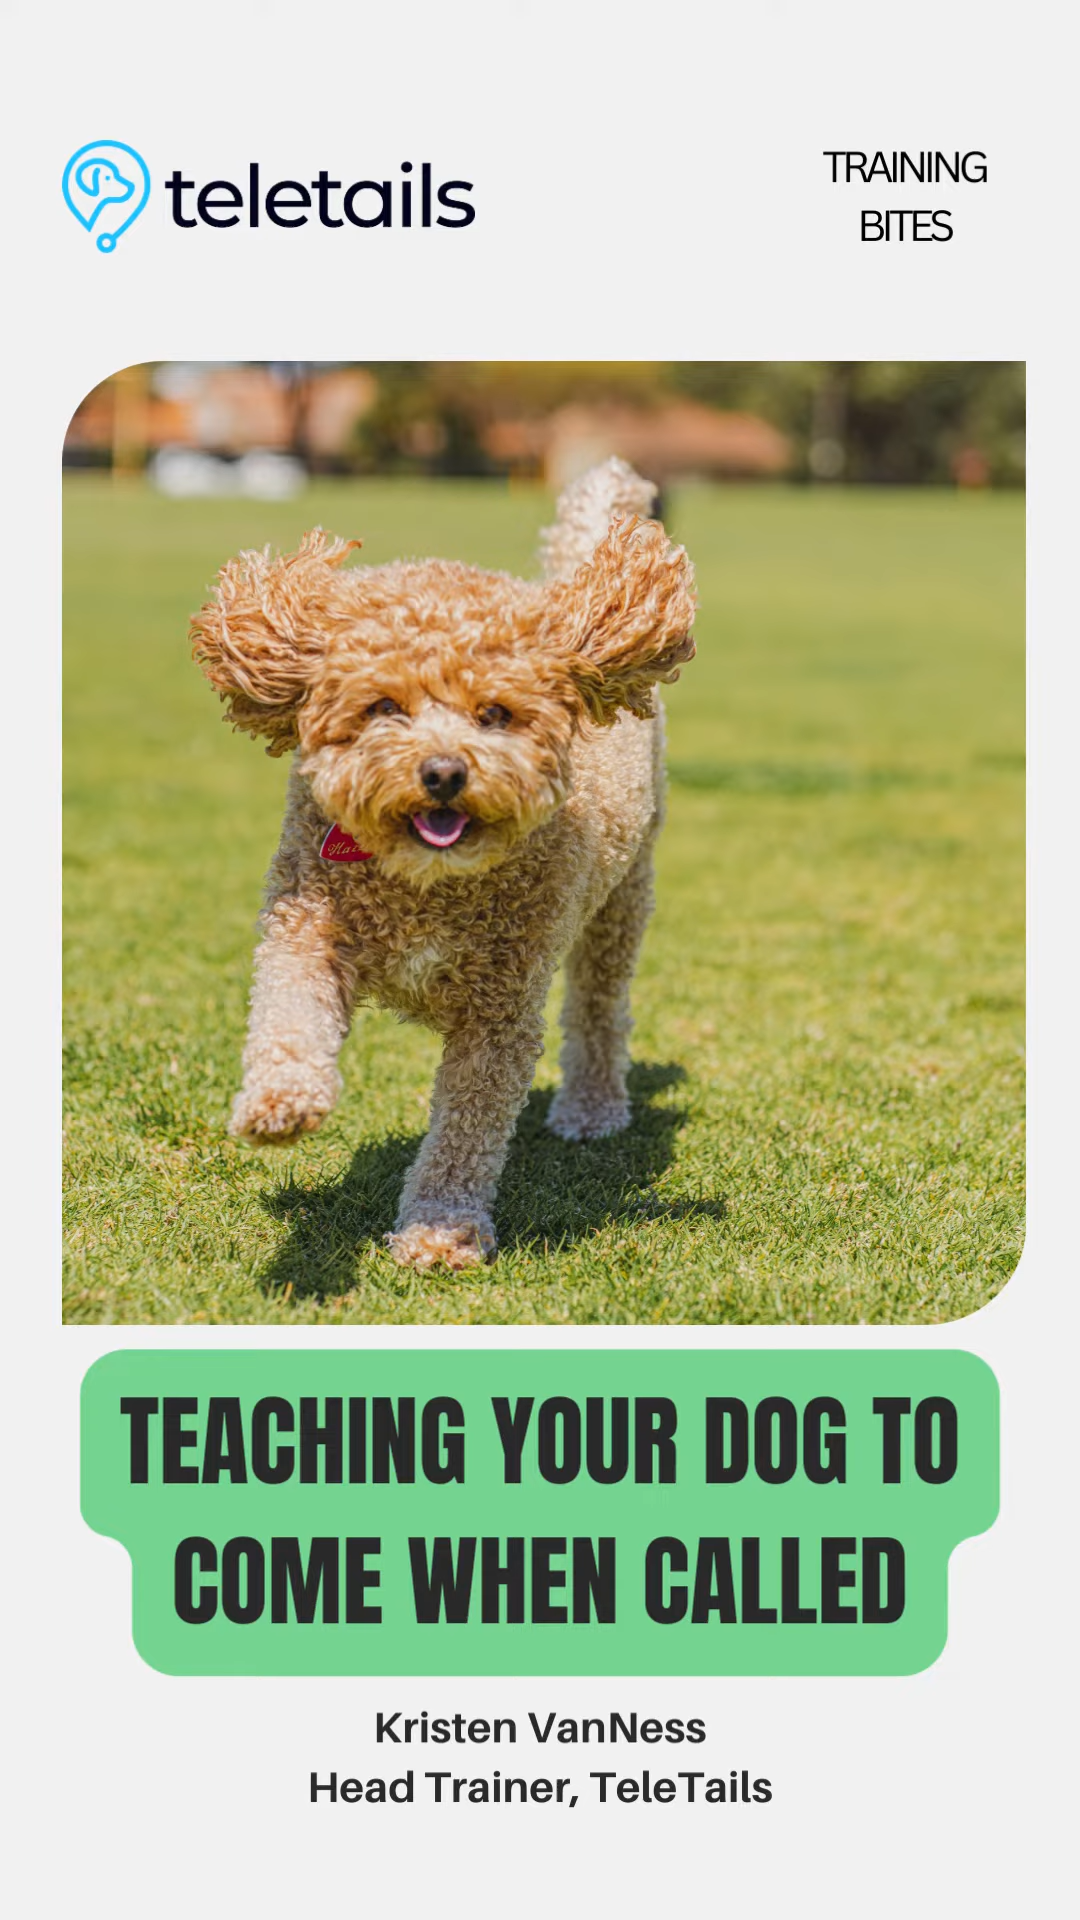 teletails
TRAINING
BITES
TEACHING YOUR DOG TO
COME WHEN CALLED
Kristen VanNess
Head Trainer, TeleTails